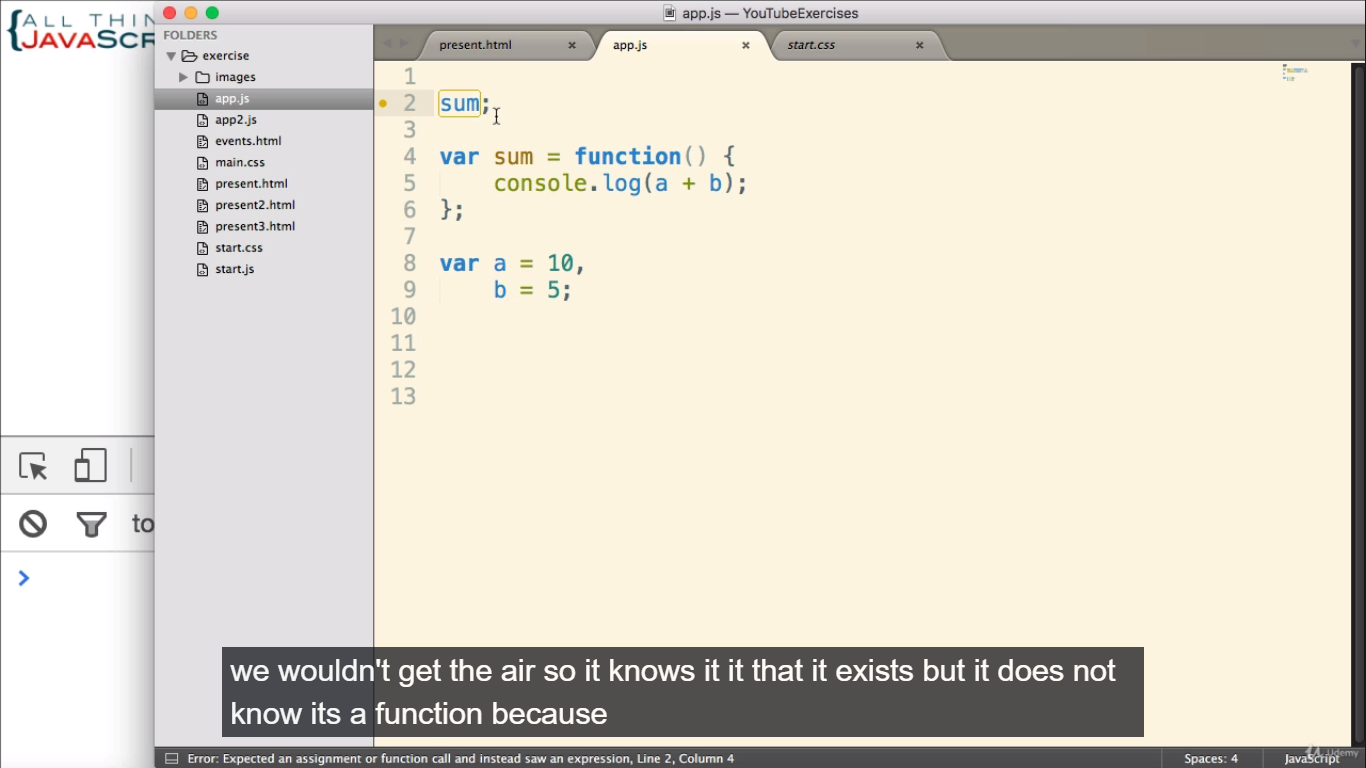 {ALL THIN
JAVASCR
app.js — YouTubeExercises
FOLDERS
exercise
images
app.js
app2.js
events.html
main.css
present.html
present2.html
present3.html
start.css
start.js
present.html × app.js × start.css ×
1
2 sum;
3
4 var sum = function() {
5 console.log(a + b);
6 };
7
8 var a = 10,
9 b = 5;
10
11
12
13
to
we wouldn't get the air so it knows it it that it exists but it does not
know its a function because
Error: Expected an assignment or function call and instead saw an expression, Line 2, Column 4
Spaces: 4
JavaScript
Udemy